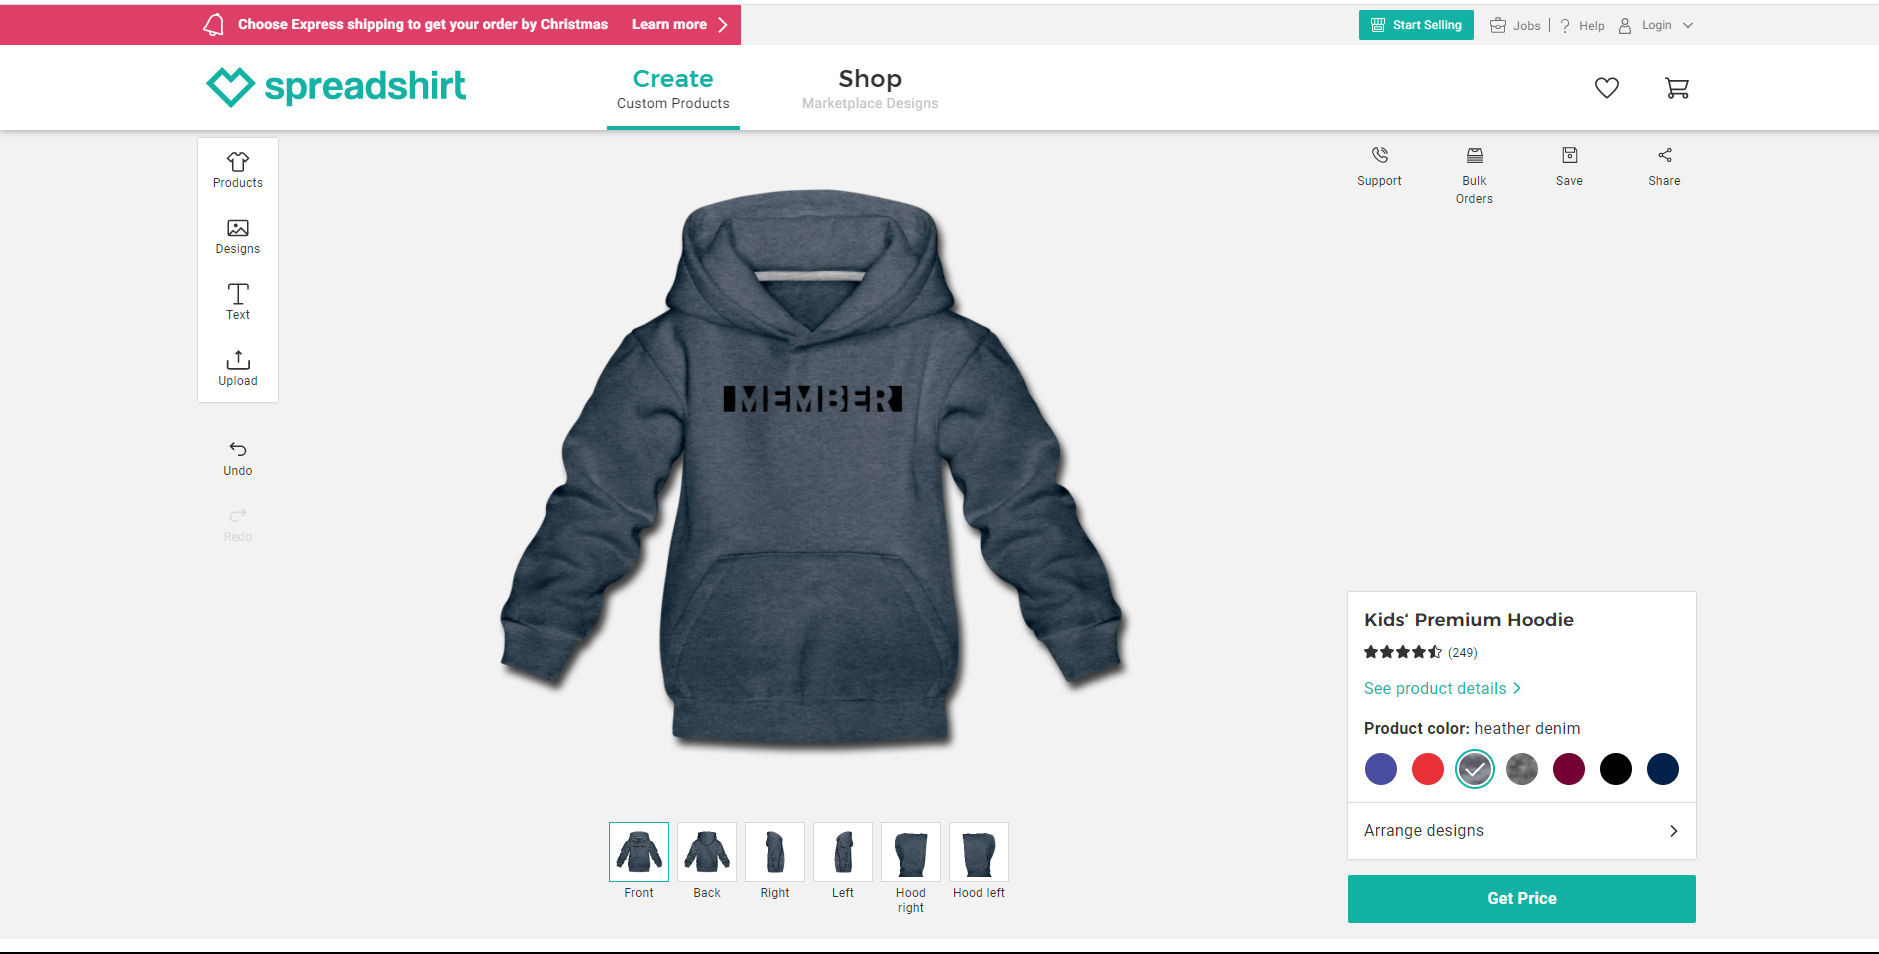 Choose Express shipping to get your order by Christmas Learn more
Start Selling Jobs Help Login
spreadshirt
Create
Custom Products
Shop
Marketplace Designs
Products
Designs
Text
Upload
Undo
Redo
Support
Bulk
Orders
Save
Share
MEMBER
Kids‘ Premium Hoodie
(249)
See product details
Product color: heather denim
Arrange designs
Get Price
Front
Back
Right
Left
Hood
right
Hood left